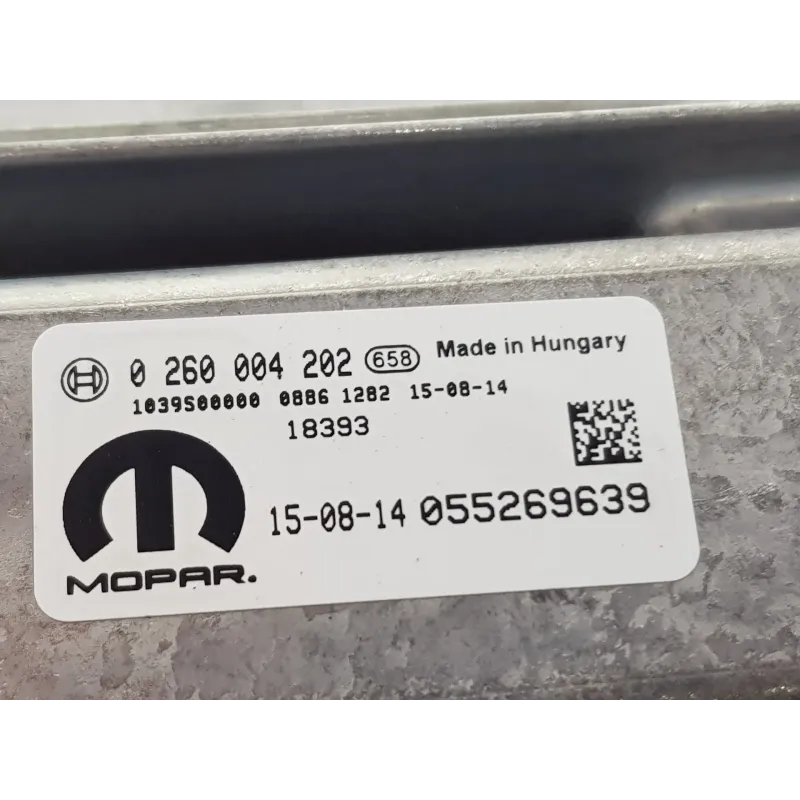 0 260 004 202 658 Made in Hungary
1039S00000 0886 1282 15-08-14
18393
15-08-14 055269639
MOPAR.